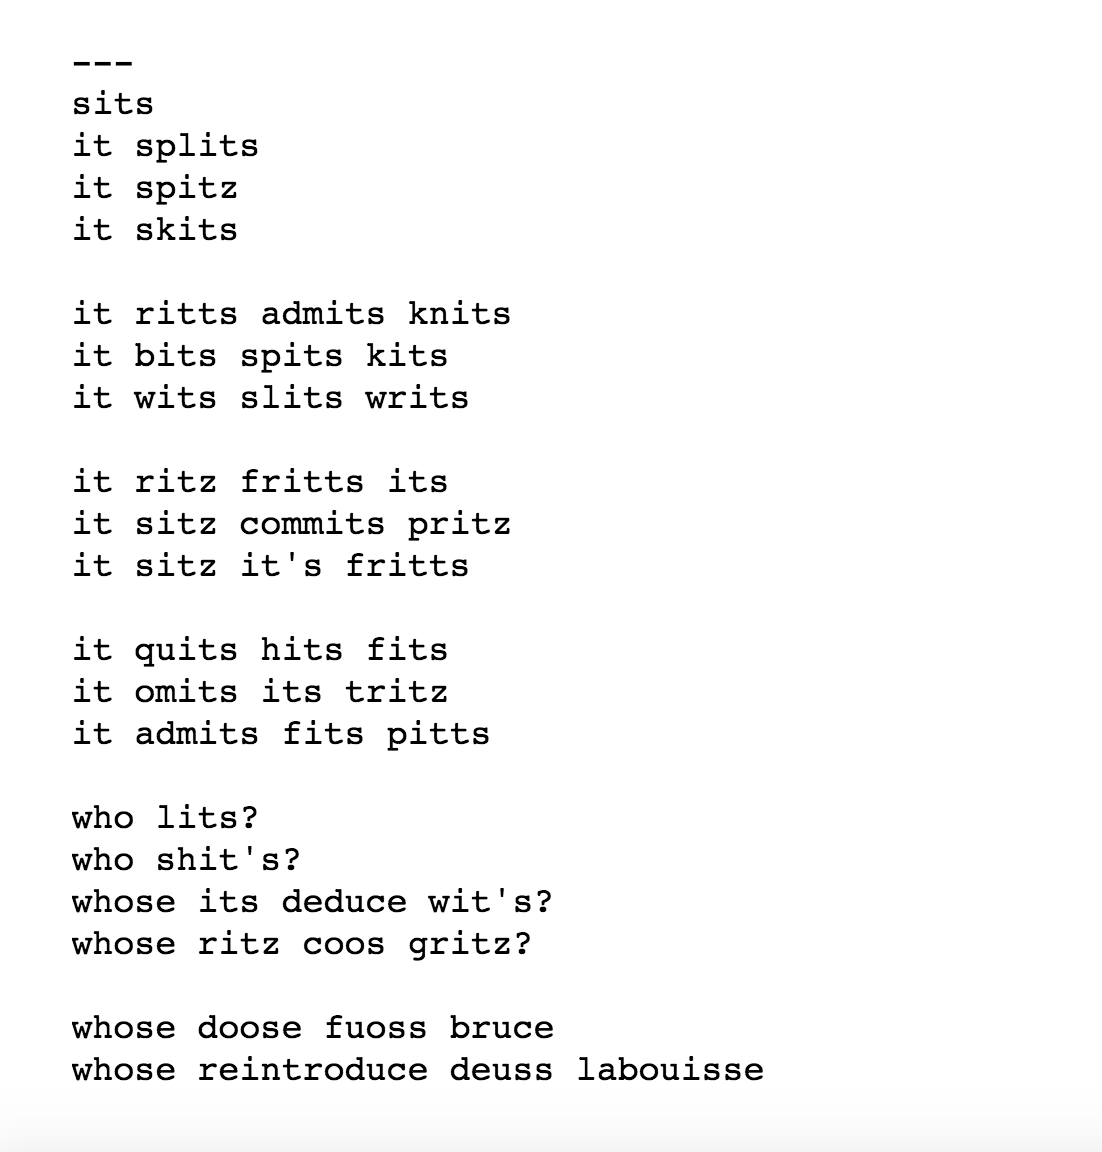 ---
sits
it splits
it spitz
it skits

it ritts admits knits
it bits spits kits
it wits slits writs

it ritz fritts its
it sitz commits pritz
it sitz it's fritts

it quits hits fits
it omits its tritz
it admits fits pitts

who lits?
who shit's?
whose its deduce wit's?
whose ritz coos gritz?

whose doose fuoss bruce
whose reintroduce deuss labouisse